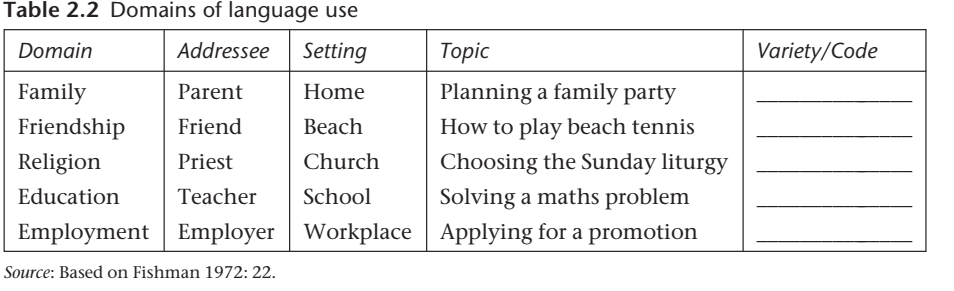 Table 2.2 Domains of language use
Domain Addressee Setting Topic Variety/Code
Family Parent Home Planning a family party
Friendship Friend Beach How to play beach tennis
Religion Priest Church Choosing the Sunday liturgy
Education Teacher School Solving a maths problem
Employment Employer Workplace Applying for a promotion
Source: Based on Fishman 1972: 22.